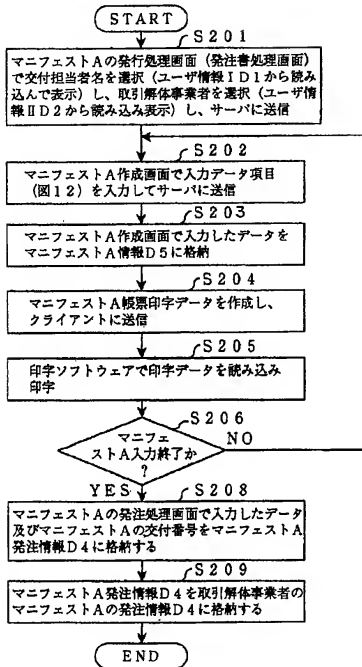 START
S201
マニフェストAの発行処理画面(発注書処理画面)
で交付担当者名を選択(ユーザ情報ID1から読み込
んで表示)し、取引解体事業者を選択(ユーザ情
報IID2から読み込み表示)し、サーバに送信
S202
マニフェストA作成画面で入力データ項目
(図12)を入力してサーバに送信
S203
マニフェストA作成画面で入力したデータを
マニフェストA情報D5に格納
S204
マニフェストA帳票印字データを作成し、
クライアントに送信
S205
印字ソフトウェアで印字データを読み込み
印字
S206
マニフェ
ストA入力終了か
?
NO
YES
S208
マニフェストAの発注処理画面で入力したデータ
及びマニフェストAの交付番号をマニフェストA
発注情報D4に格納する
S209
マニフェストA発注情報D4を取引解体事業者の
マニフェストAの発注情報D4に格納する
END